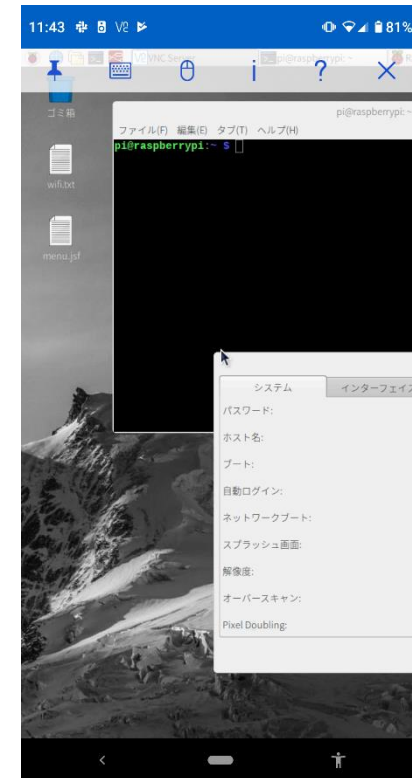 11:43 81%
VNC Serv pi@raspberrypi: ~
ゴミ箱
wifi.txt
menu.jsf
pi@raspberrypi: ~
ファイル(F) 編集(E) タブ(T) ヘルプ(H)
pi@raspberrypi:~ $
システム インターフェイス
パスワード:
ホスト名:
ブート:
自動ログイン:
ネットワークブート:
スプラッシュ画面:
解像度:
オーバースキャン:
Pixel Doubling: